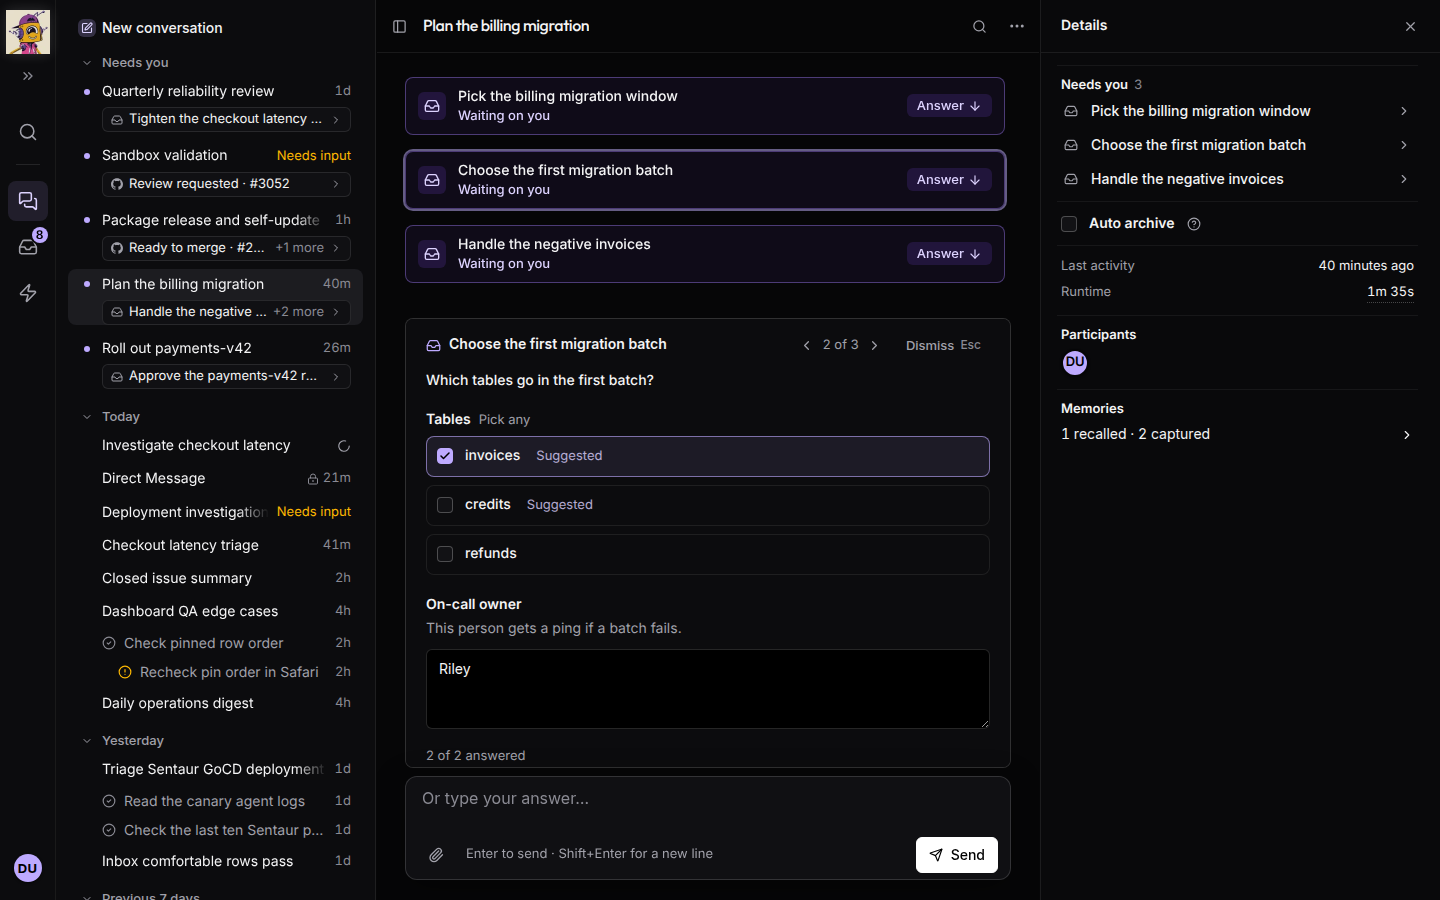 New conversation
Needs you
Quarterly reliability review 1d
Tighten the checkout latency ...
Sandbox validation Needs input
Review requested · #3052
Package release and self-update 1h
Ready to merge · #2... +1 more
Plan the billing migration 40m
Handle the negative ... +2 more
Roll out payments-v42 26m
Approve the payments-v42 r...
Today
Investigate checkout latency
Direct Message 21m
Deployment investigation Needs input
Checkout latency triage 41m
Closed issue summary 2h
Dashboard QA edge cases 4h
Check pinned row order 2h
Recheck pin order in Safari 2h
Daily operations digest 4h
Yesterday
Triage Sentaur GoCD deployment 1d
Read the canary agent logs 1d
Check the last ten Sentaur p... 1d
Inbox comfortable rows pass 1d
Previous 7 days
8
DU
Plan the billing migration
Pick the billing migration window
Waiting on you
Answer
Choose the first migration batch
Waiting on you
Answer
Handle the negative invoices
Waiting on you
Answer
Choose the first migration batch 2 of 3 Dismiss Esc
Which tables go in the first batch?
Tables Pick any
invoices Suggested
credits Suggested
refunds
On-call owner
This person gets a ping if a batch fails.
Riley
2 of 2 answered
Or type your answer...
Enter to send · Shift+Enter for a new line
Send
Details
Needs you 3
Pick the billing migration window
Choose the first migration batch
Handle the negative invoices
Auto archive
Last activity 40 minutes ago
Runtime 1m 35s
Participants
DU
Memories
1 recalled · 2 captured